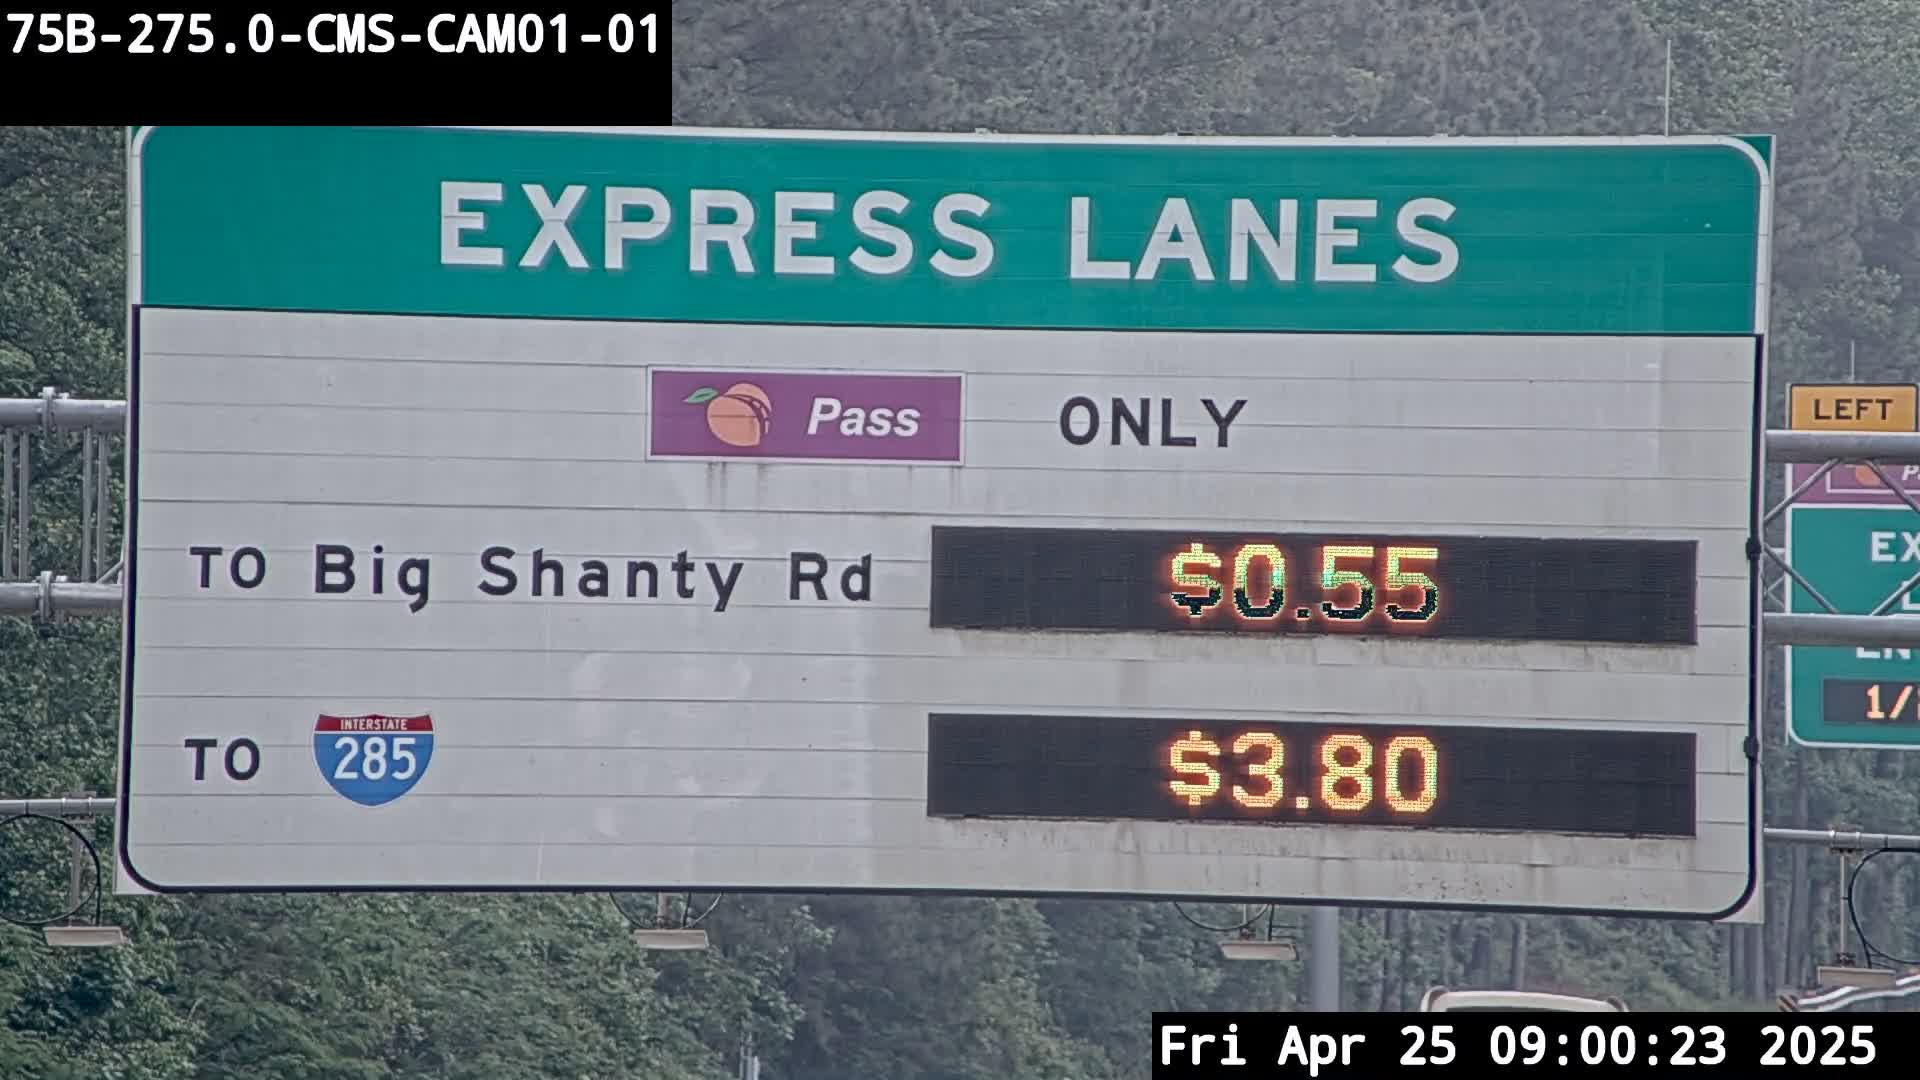 75B-275.0-CMS-CAM01-01
EXPRESS LANES
Pass ONLY
TO Big Shanty Rd $0.55
TO INTERSTATE 285 $3.80
LEFT
Fri Apr 25 09:00:23 2025